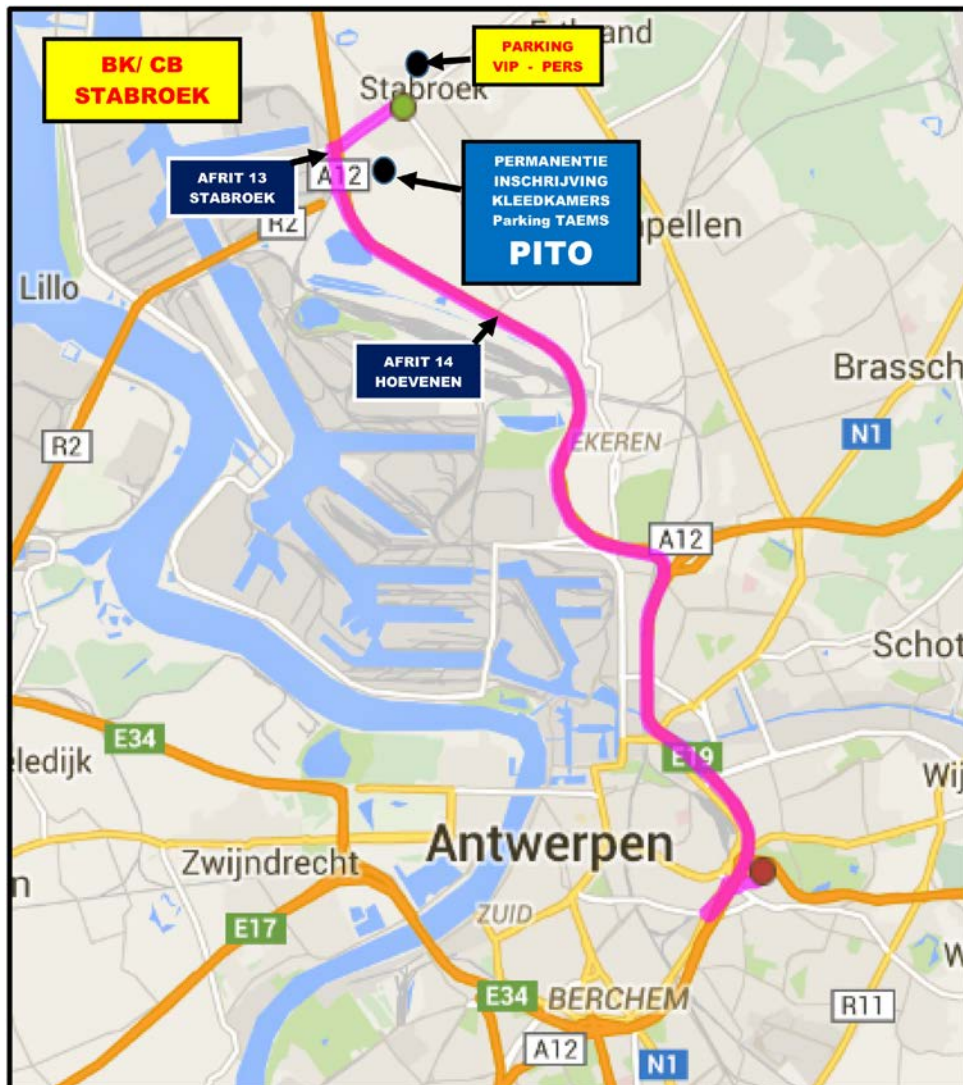 BK/ CB
STABROEK
PARKING
VIP - PERS
Stabroek
AFRIT 13
STABROEK
A12
PERMANENTIE
INSCHRIJVING
KLEEDKAMERS
Parking TAEMS
PITO
R2
apellen
Lillo
AFRIT 14
HOEVENEN
Brassch
N1
R2
EKEREN
A12
Schot
E34
eledijk
E19
Wij
Antwerpen
Zwijndrecht
n
ZUID
E17
W
E34
BERCHEM
R11
A12
N1